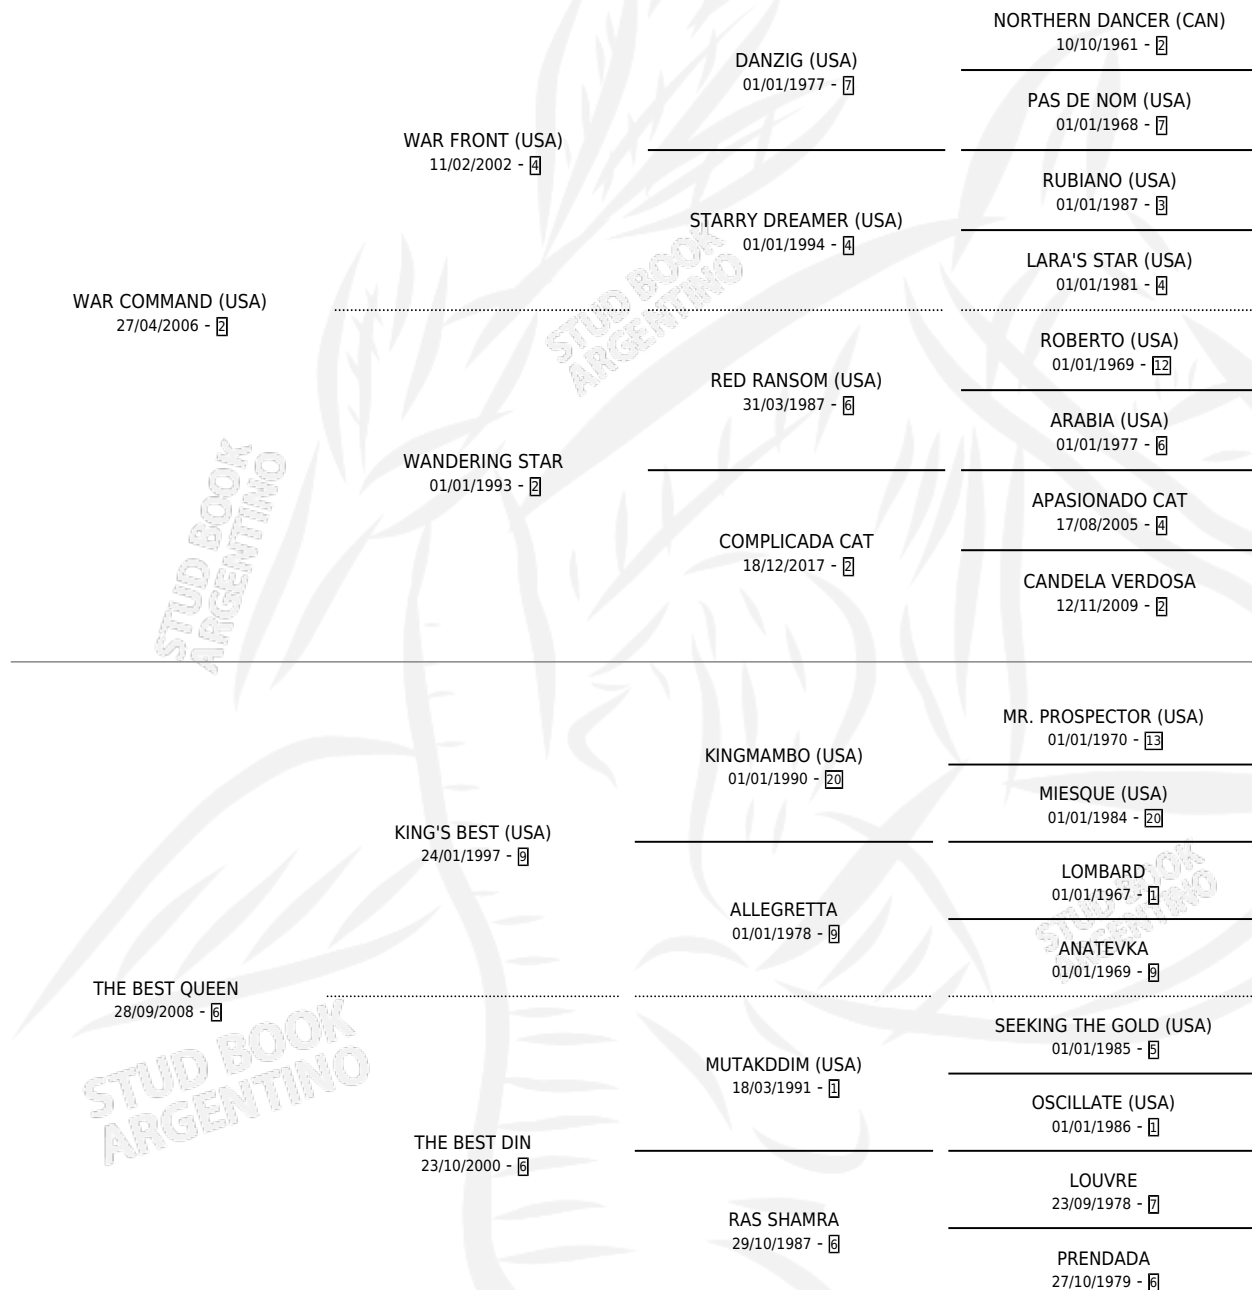 NORTHERN DANCER (CAN)
10/10/1961 - 2
DANZIG (USA)
01/01/1977 - 7
PAS DE NOM (USA)
01/01/1968 - 7
WAR FRONT (USA)
11/02/2002 - 4
RUBIANO (USA)
01/01/1987 - 3
STARRY DREAMER (USA)
01/01/1994 - 4
LARA'S STAR (USA)
01/01/1981 - 4
WAR COMMAND (USA)
27/04/2006 - 2
ROBERTO (USA)
01/01/1969 - 12
RED RANSOM (USA)
31/03/1987 - 6
ARABIA (USA)
01/01/1977 - 6
WANDERING STAR
01/01/1993 - 2
APASIONADO CAT
17/08/2005 - 4
COMPLICADA CAT
18/12/2017 - 2
CANDELA VERDOSA
12/11/2009 - 2
MR. PROSPECTOR (USA)
01/01/1970 - 13
KINGMAMBO (USA)
01/01/1990 - 20
MIESQUE (USA)
01/01/1984 - 20
KING'S BEST (USA)
24/01/1997 - 9
LOMBARD
01/01/1967 - 1
ALLEGRETTA
01/01/1978 - 9
ANATEVKA
01/01/1969 - 9
THE BEST QUEEN
28/09/2008 - 6
SEEKING THE GOLD (USA)
01/01/1985 - 5
MUTAKDDIM (USA)
18/03/1991 - 1
OSCILLATE (USA)
01/01/1986 - 1
THE BEST DIN
23/10/2000 - 6
LOUVRE
23/09/1978 - 7
RAS SHAMRA
29/10/1987 - 6
PRENDADA
27/10/1979 - 6
STUD BOOK
ARGENTINO
STUD BOOK
ARGENTINO
STUD BOOK
ARGENTINO
STUD BOOK
ARGENTINO